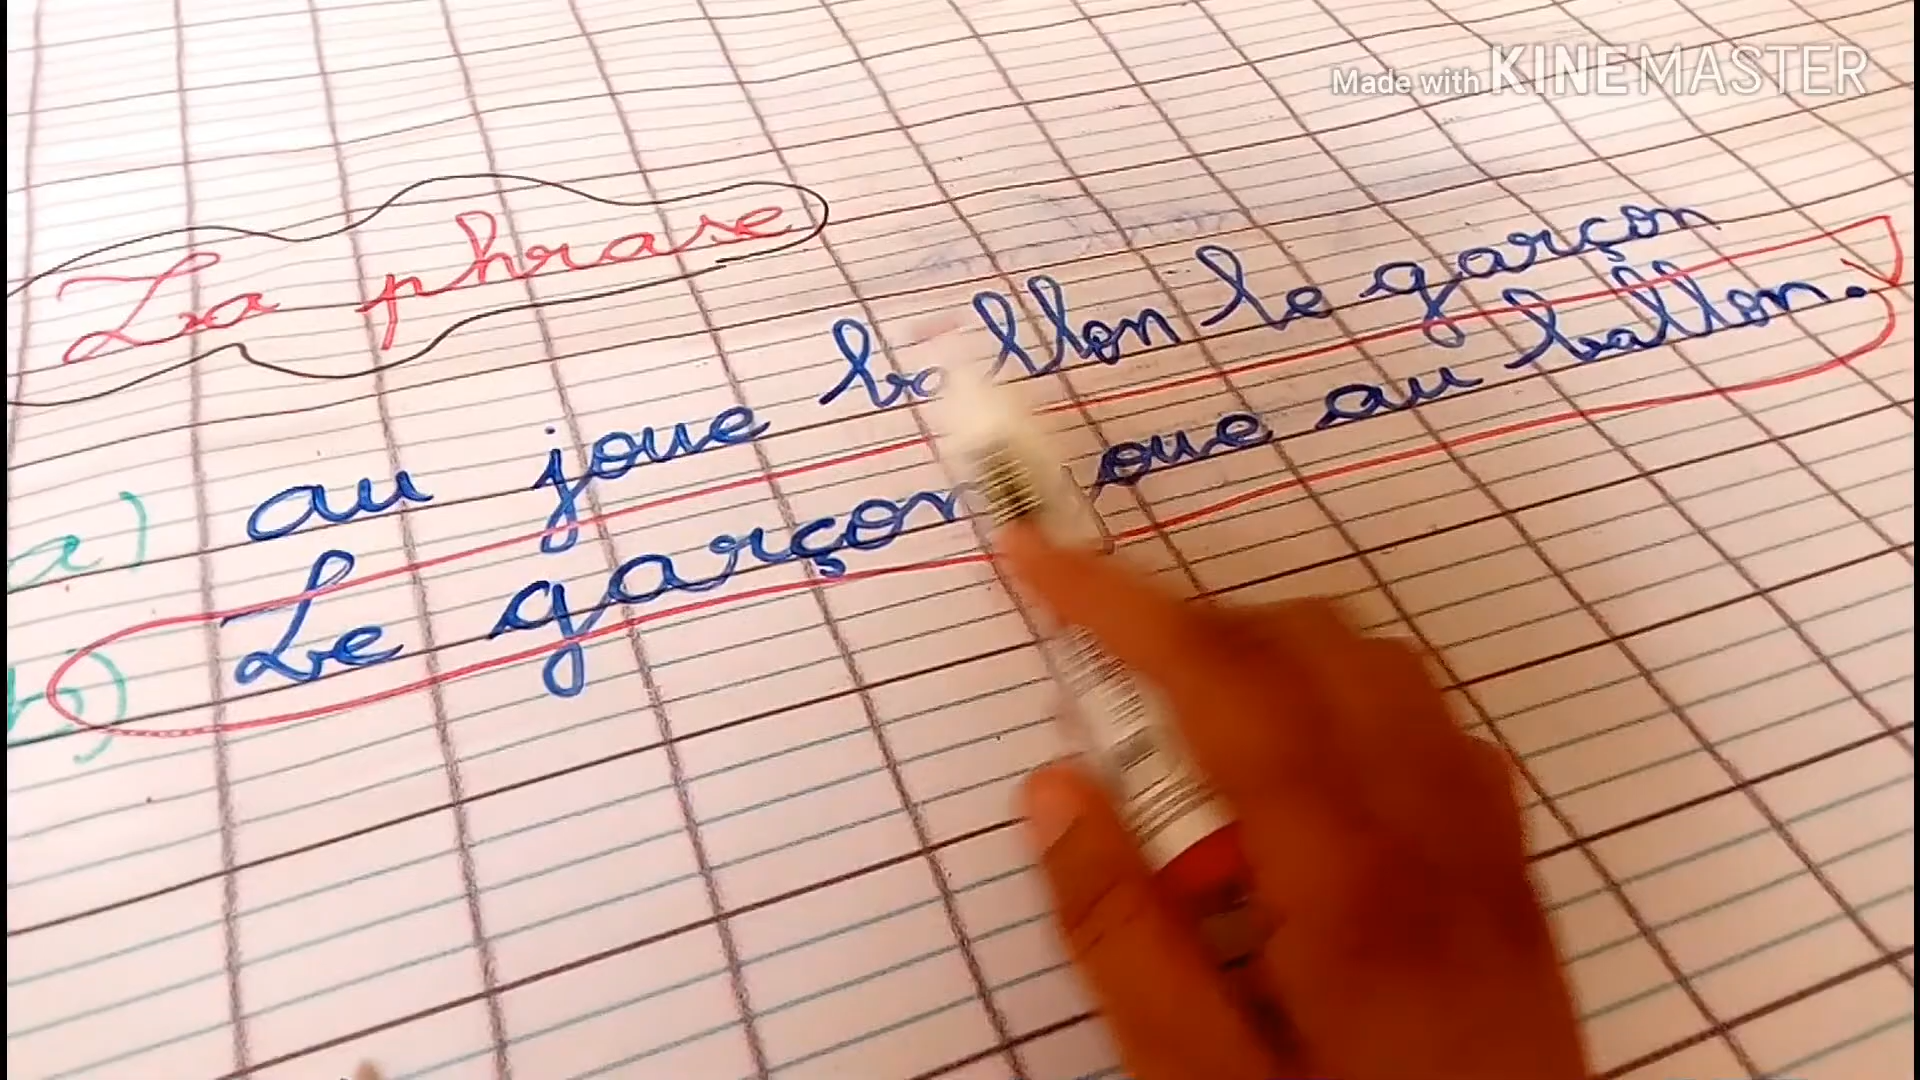 Made with KINEMASTER
La phrase
a) au joue ballon le garçon
b) Le garçon joue au ballon.